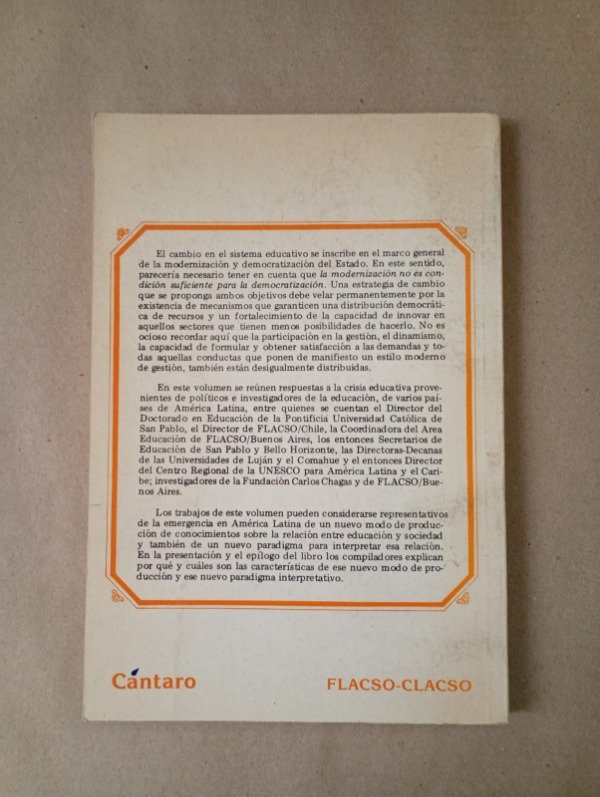 El cambio en el sistema educativo se inscribe en el marco general
de la modernización y democratización del Estado. En este sentido,
parecería necesario tener en cuenta que la modernización no es con-
dición suficiente para la democratización. Una estrategia de cambio
que se proponga ambos objetivos debe velar permanentemente por la
existencia de mecanismos que garanticen una distribución democráti-
ca de recursos y un fortalecimiento de la capacidad de innovar en
aquellos sectores que tienen menos posibilidades de hacerlo. No es
ocioso recordar aquí que la participación en la gestión, el dinamismo,
la capacidad de formular y obtener satisfacción a las demandas y to-
das aquellas conductas que ponen de manifiesto un estilo moderno
de gestión, también están desigualmente distribuidas.
En este volumen se reúnen respuestas a la crisis educativa prove-
nientes de políticos e investigadores de la educación, de varios paí-
ses de América Latina, entre quienes se cuentan el Director del
Doctorado en Educación de la Pontificia Universidad Católica de
San Pablo, el Director de FLACSO/Chile, la Coordinadora del Area
Educación de FLACSO/Buenos Aires, los entonces Secretarios de
Educación de San Pablo y Bello Horizonte, las Directoras-Decanas
de las Universidades de Luján y el Comahue y el entonces Director
del Centro Regional de la UNESCO para América Latina y el Cari-
be; investigadores de la Fundación Carlos Chagas y de FLACSO/Bue-
nos Aires.
Los trabajos de este volumen pueden considerarse representativos
de la emergencia en América Latina de un nuevo modo de produc-
ción de conocimientos sobre la relación entre educación y sociedad
y también de un nuevo paradigma para interpretar esa relación.
En la presentación y el epílogo del libro los compiladores explican
por qué y cuáles son las características de ese nuevo modo de pro-
ducción y ese nuevo paradigma interpretativo.
Cántaro
FLACSO-CLACSO